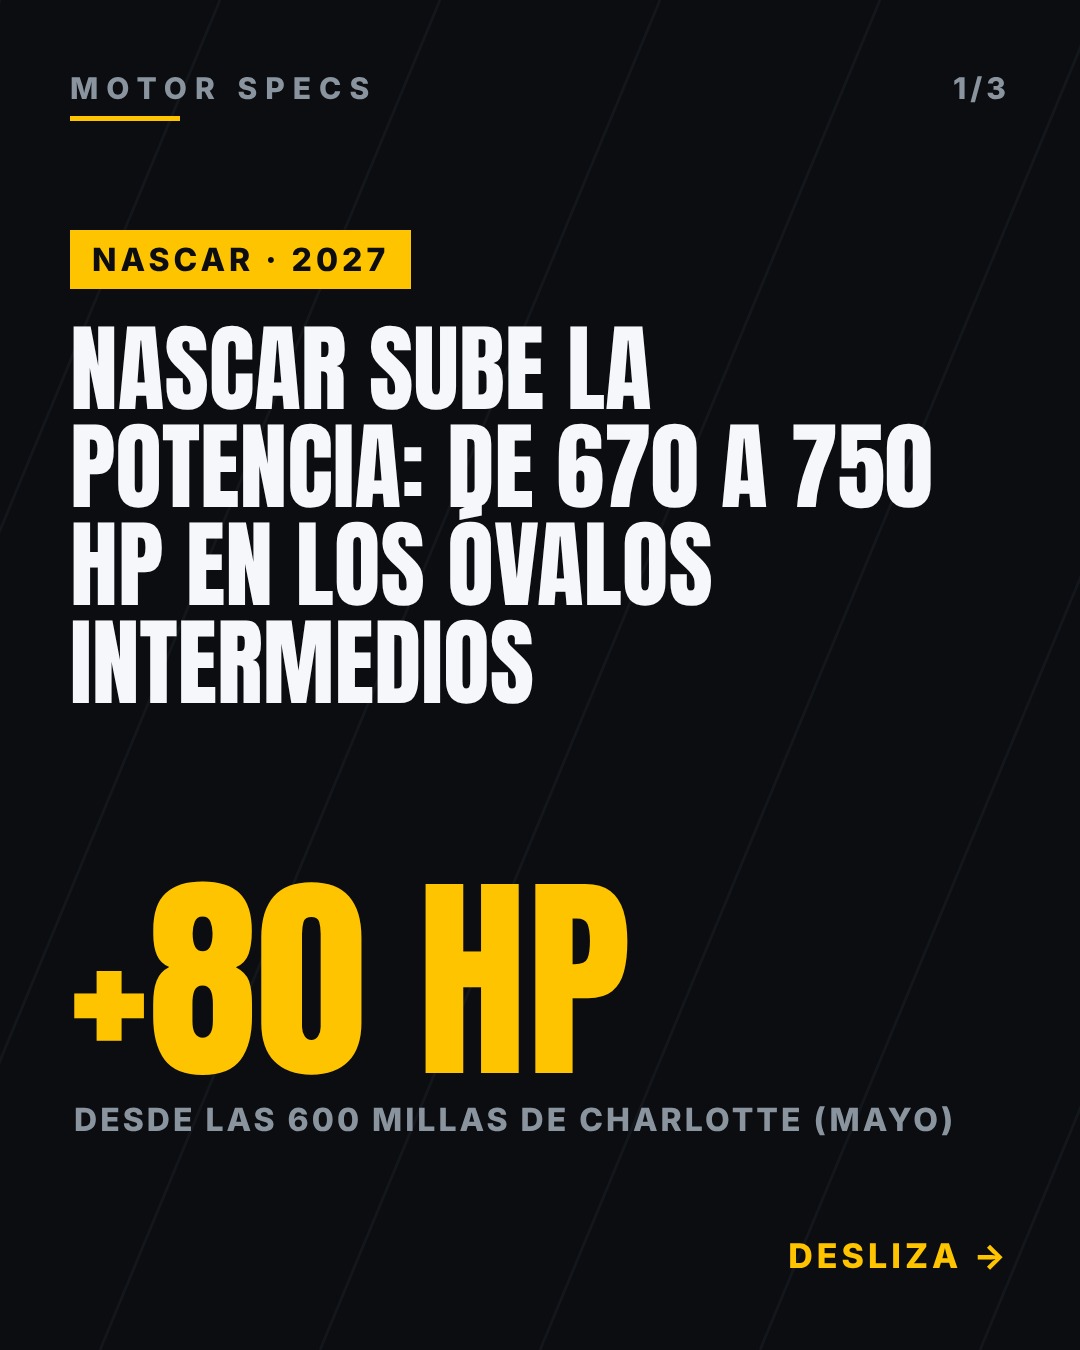 MOTOR SPECS
1/3
NASCAR · 2027
NASCAR SUBE LA
POTENCIA: DE 670 A 750
HP EN LOS ÓVALOS
INTERMEDIOS
+80 HP
DESDE LAS 600 MILLAS DE CHARLOTTE (MAYO)
DESLIZA →